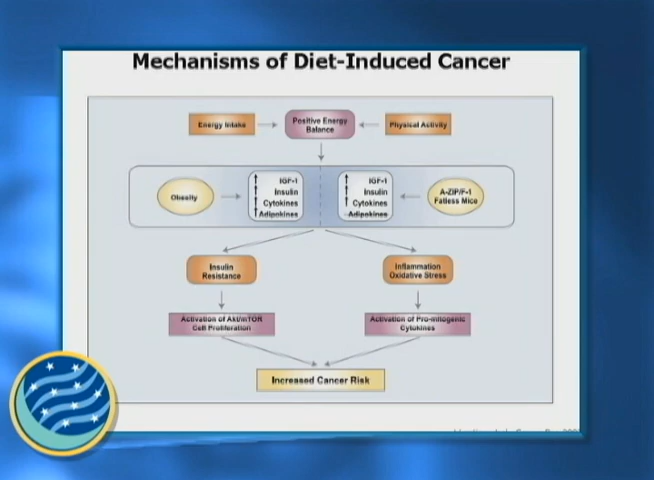 Mechanisms of Diet-Induced Cancer
Energy Intake
Positive Energy
Balance
Physical Activity
Obesity
IGF-1
Insulin
Cytokines
Adipokines
IGF-1
Insulin
Cytokines
Adipokines
A-ZIP/F-1
Fatless Mice
Insulin
Resistance
Inflammation
Oxidative Stress
Activation of Akt/mTOR
Cell Proliferation
Activation of Pro-mitogenic
Cytokines
Increased Cancer Risk